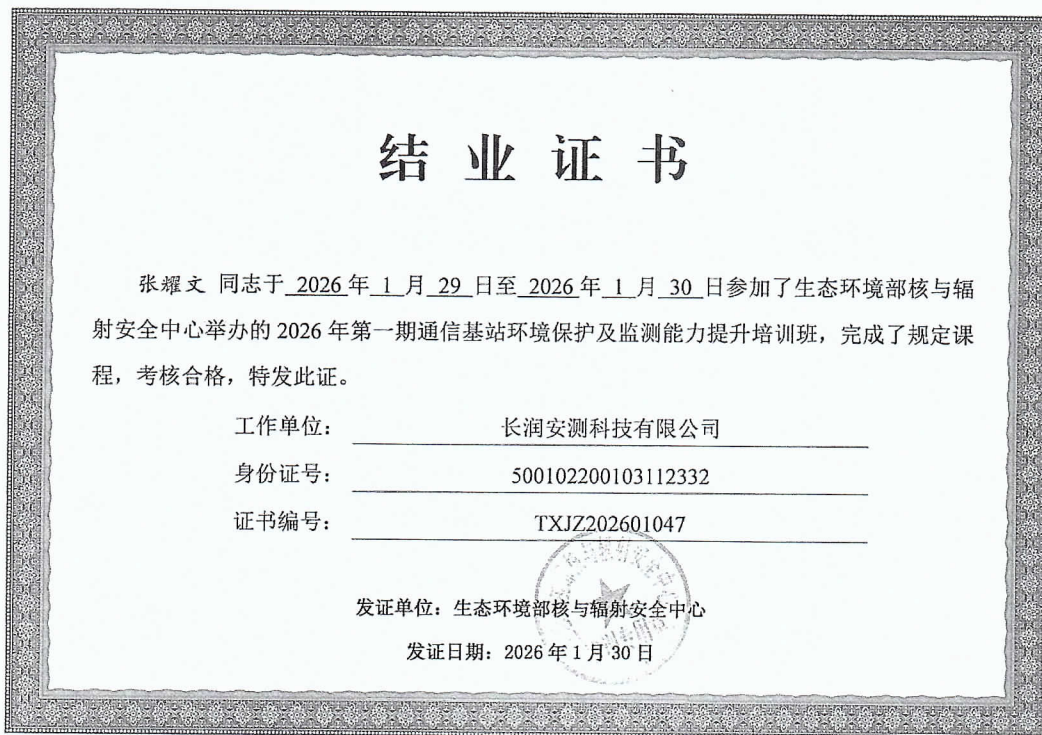 结业证书
张耀文 同志于 2026 年 1 月 29 日至 2026 年 1 月 30 日参加了生态环境部核与辐
射安全中心举办的 2026 年第一期通信基站环境保护及监测能力提升培训班，完成了规定课
程，考核合格，特发此证。
工作单位： 长润安测科技有限公司
身份证号： 500102200103112332
证书编号： TXJZ202601047
发证单位：生态环境部核与辐射安全中心
发证日期：2026 年 1 月 30 日